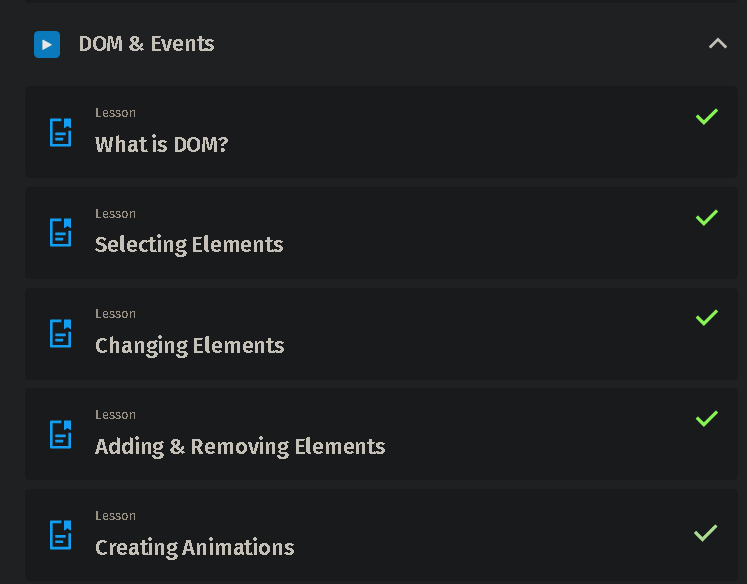 DOM & Events
Lesson
What is DOM?
Lesson
Selecting Elements
Lesson
Changing Elements
Lesson
Adding & Removing Elements
Lesson
Creating Animations